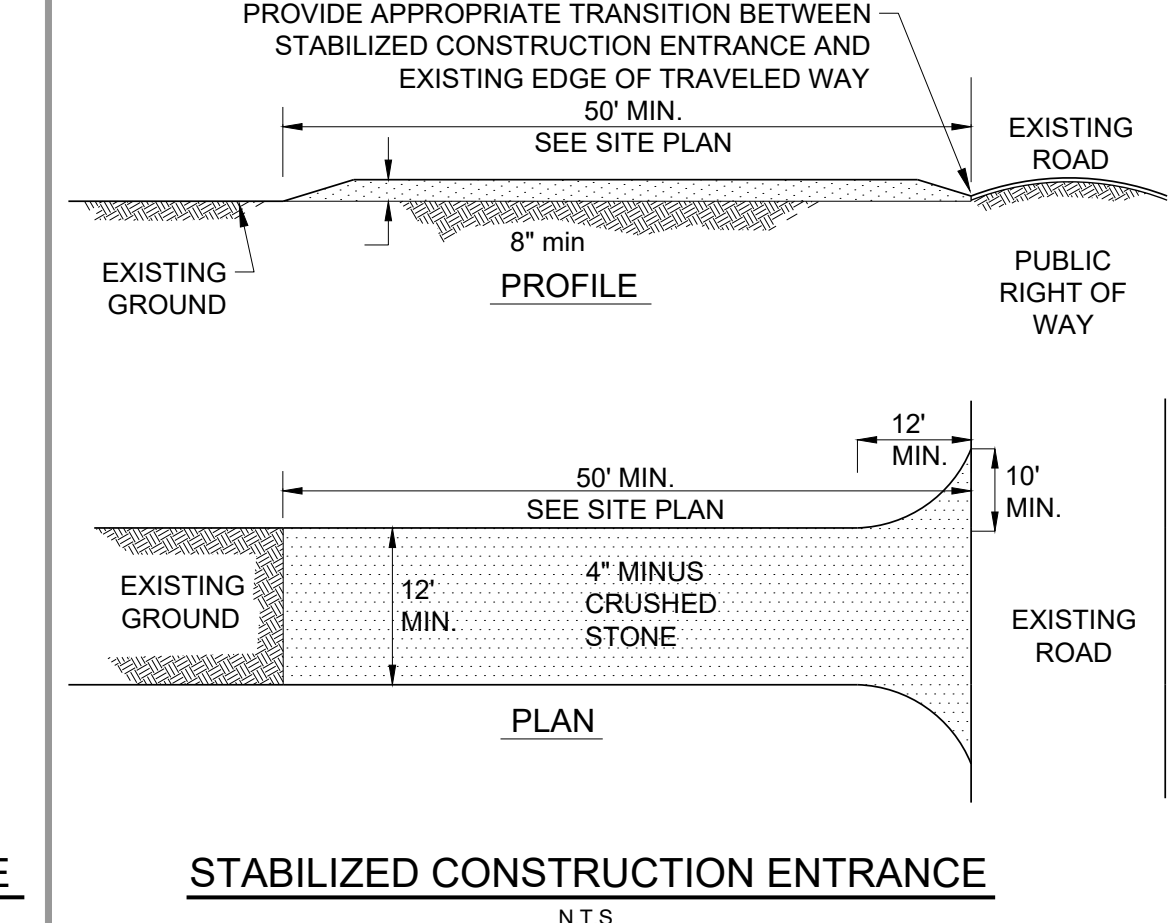 PROVIDE APPROPRIATE TRANSITION BETWEEN
STABILIZED CONSTRUCTION ENTRANCE AND
EXISTING EDGE OF TRAVELED WAY
50' MIN.
SEE SITE PLAN
EXISTING
ROAD
8" min
EXISTING
GROUND
PROFILE
PUBLIC
RIGHT OF
WAY
12'
MIN.
50' MIN.
SEE SITE PLAN
10'
MIN.
EXISTING
GROUND
12'
MIN.
4" MINUS
CRUSHED
STONE
EXISTING
ROAD
PLAN
E
STABILIZED CONSTRUCTION ENTRANCE
N.T.S.